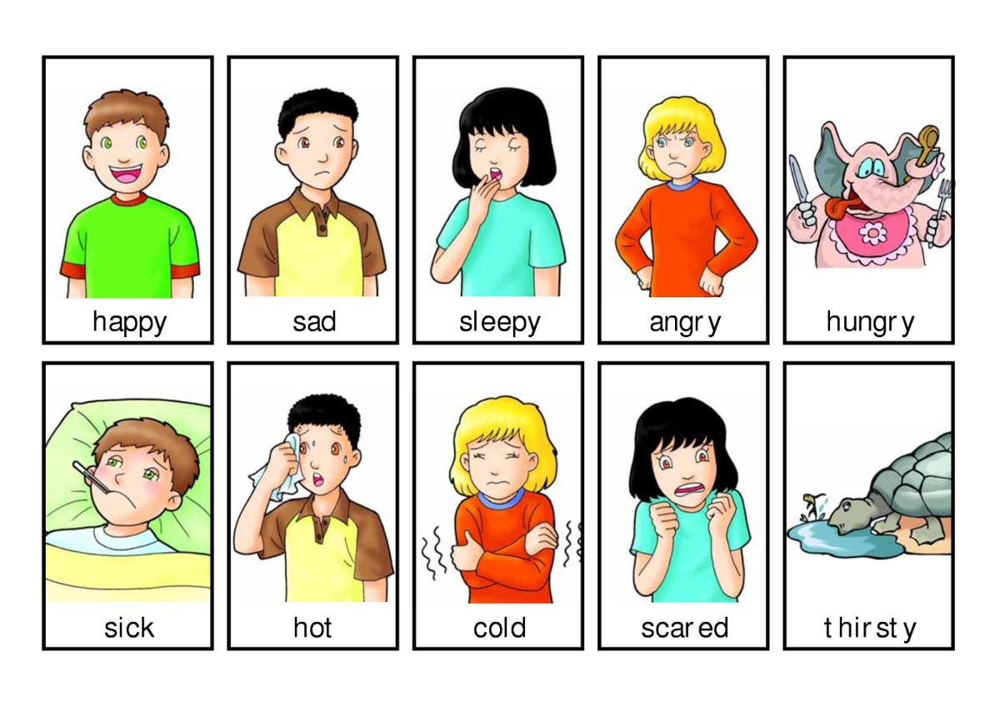 happy
sad
sleepy
angry
hungry
sick
hot
cold
scared
thirsty